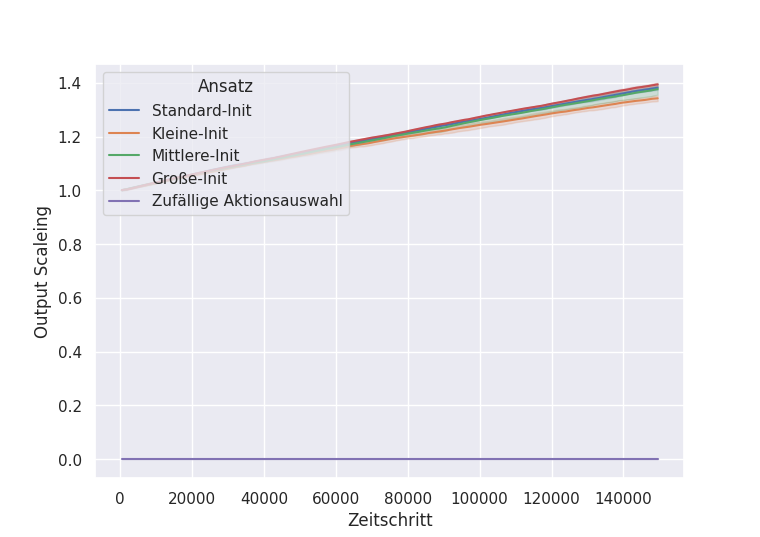 Ansatz
Standard-Init
Kleine-Init
Mittlere-Init
Große-Init
Zufällige Aktionsauswahl
1.4
1.2
1.0
0.8
0.6
0.4
0.2
0.0
Output Scaleing
0 20000 40000 60000 80000 100000 120000 140000
Zeitschritt